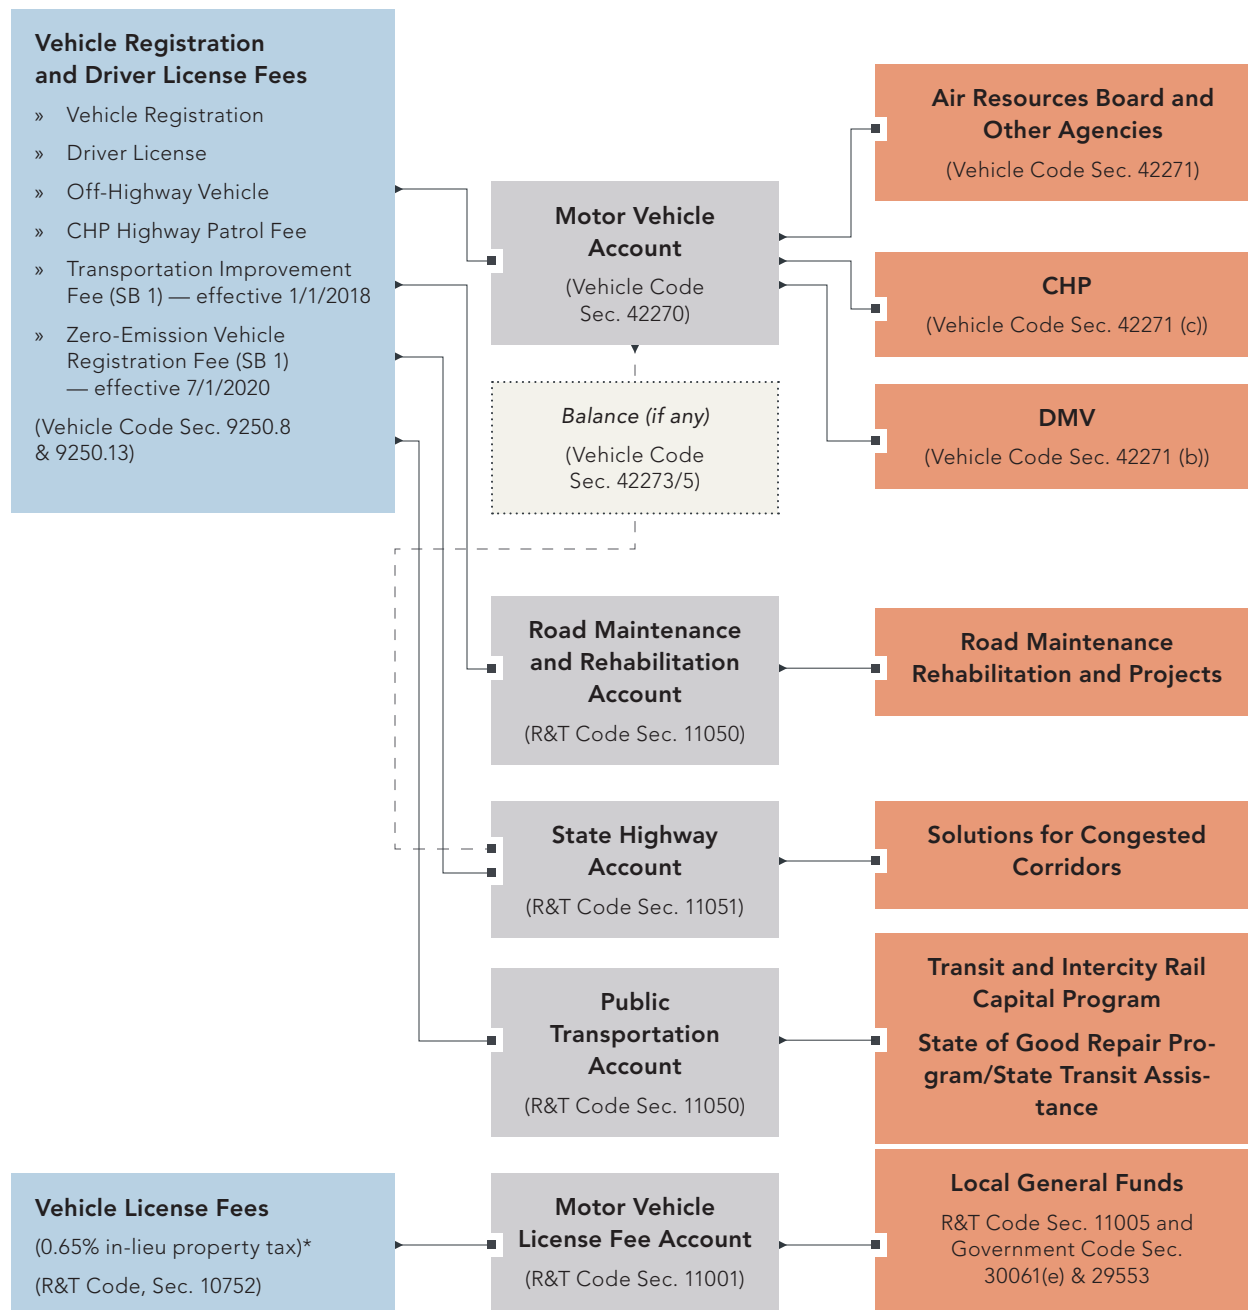 Vehicle Registration
and Driver License Fees
» Vehicle Registration
» Driver License
» Off-Highway Vehicle
» CHP Highway Patrol Fee
» Transportation Improvement
Fee (SB 1) — effective 1/1/2018
» Zero-Emission Vehicle
Registration Fee (SB 1)
— effective 7/1/2020
(Vehicle Code Sec. 9250.8
& 9250.13)
Motor Vehicle
Account
(Vehicle Code
Sec. 42270)
Balance (if any)
(Vehicle Code
Sec. 42273/5)
Air Resources Board and
Other Agencies
(Vehicle Code Sec. 42271)
CHP
(Vehicle Code Sec. 42271 (c))
DMV
(Vehicle Code Sec. 42271 (b))
Road Maintenance
and Rehabilitation
Account
(R&T Code Sec. 11050)
Road Maintenance
Rehabilitation and Projects
State Highway
Account
(R&T Code Sec. 11051)
Solutions for Congested
Corridors
Public
Transportation
Account
(R&T Code Sec. 11050)
Transit and Intercity Rail
Capital Program
State of Good Repair Pro-
gram/State Transit Assis-
tance
Vehicle License Fees
(0.65% in-lieu property tax)*
(R&T Code, Sec. 10752)
Motor Vehicle
License Fee Account
(R&T Code Sec. 11001)
Local General Funds
R&T Code Sec. 11005 and
Government Code Sec.
30061(e) & 29553